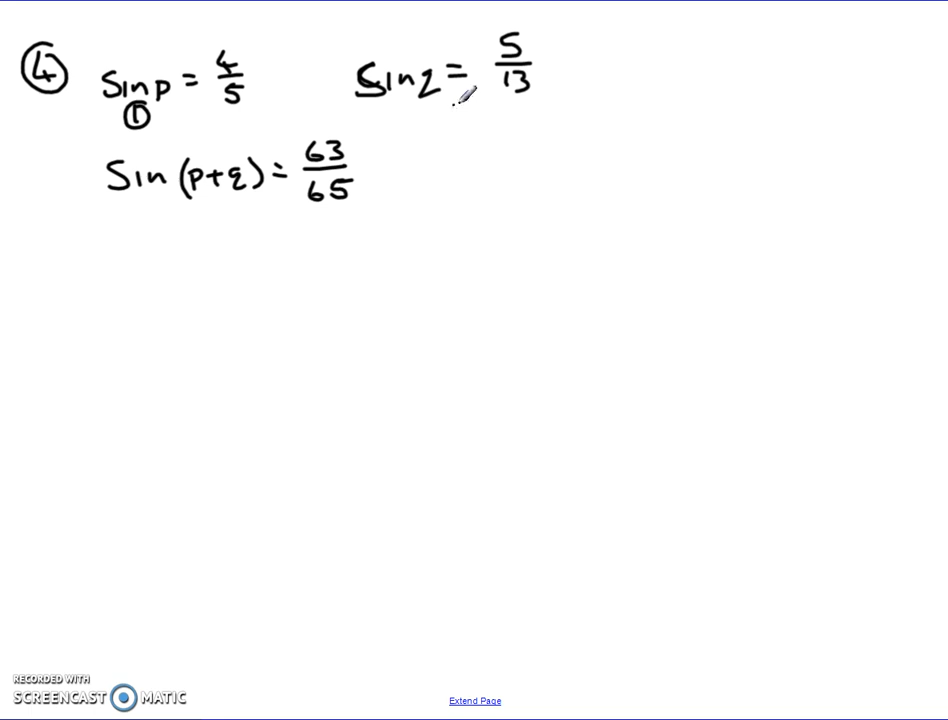 ④ Sin p = 4/5 Sin q = 5/13
①
Sin (p+q) = 63/65
RECORDED WITH
SCREENCAST MATIC
Extend Page